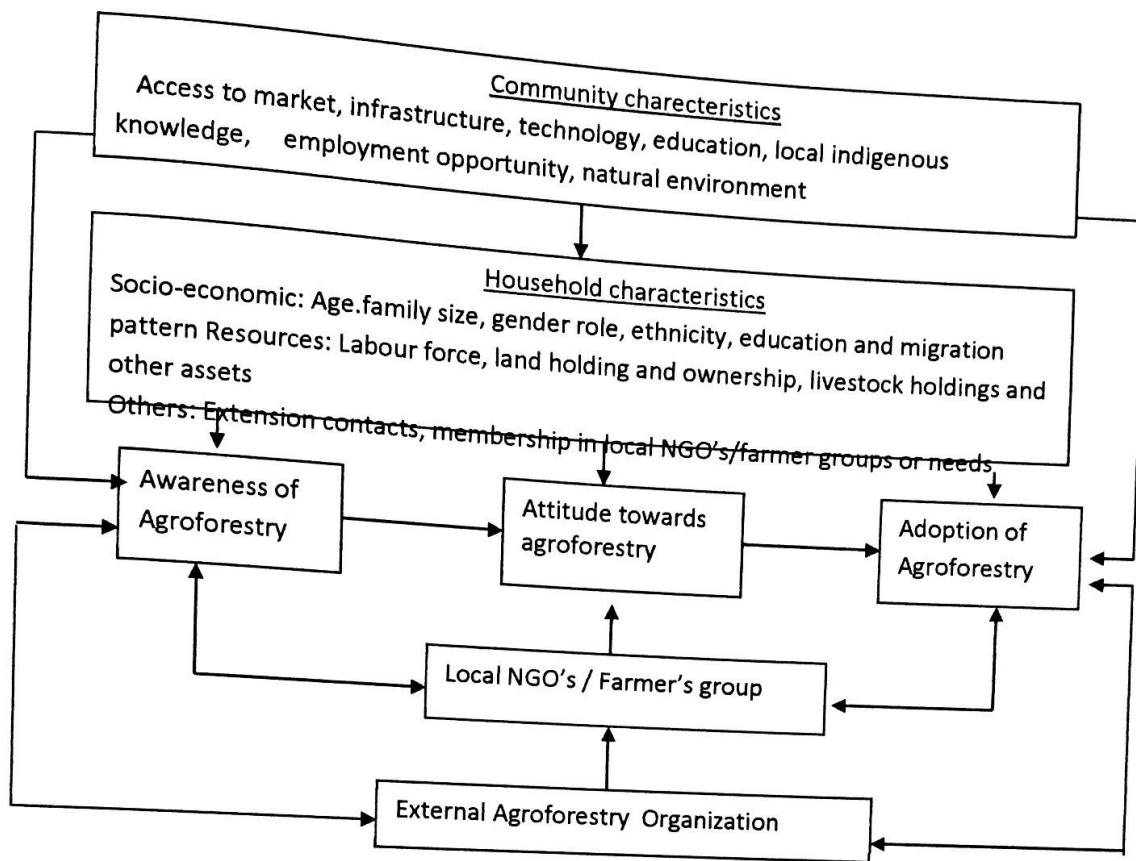 Community charecteristics
Access to market, infrastructure, technology, education, local indigenous
knowledge, employment opportunity, natural environment
Household characteristics
Socio-economic: Age.family size, gender role, ethnicity, education and migration
pattern Resources: Labour force, land holding and ownership, livestock holdings and
other assets
Others: Extension contacts, membership in local NGO's/farmer groups or needs
Awareness of
Agroforestry
Attitude towards
agroforestry
Adoption of
Agroforestry
Local NGO's / Farmer's group
External Agroforestry Organization